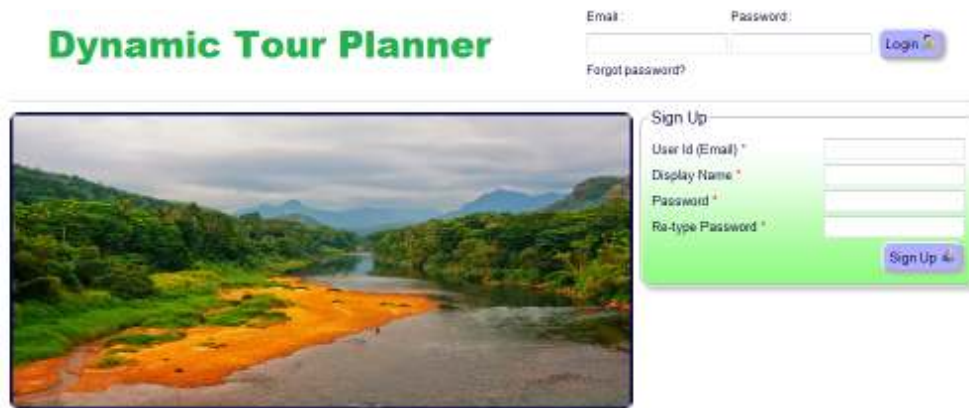 Dynamic Tour Planner
Email :
Password :
Login
Forgot password?
Sign Up
User Id (Email) *
Display Name *
Password *
Re-type Password *
Sign Up